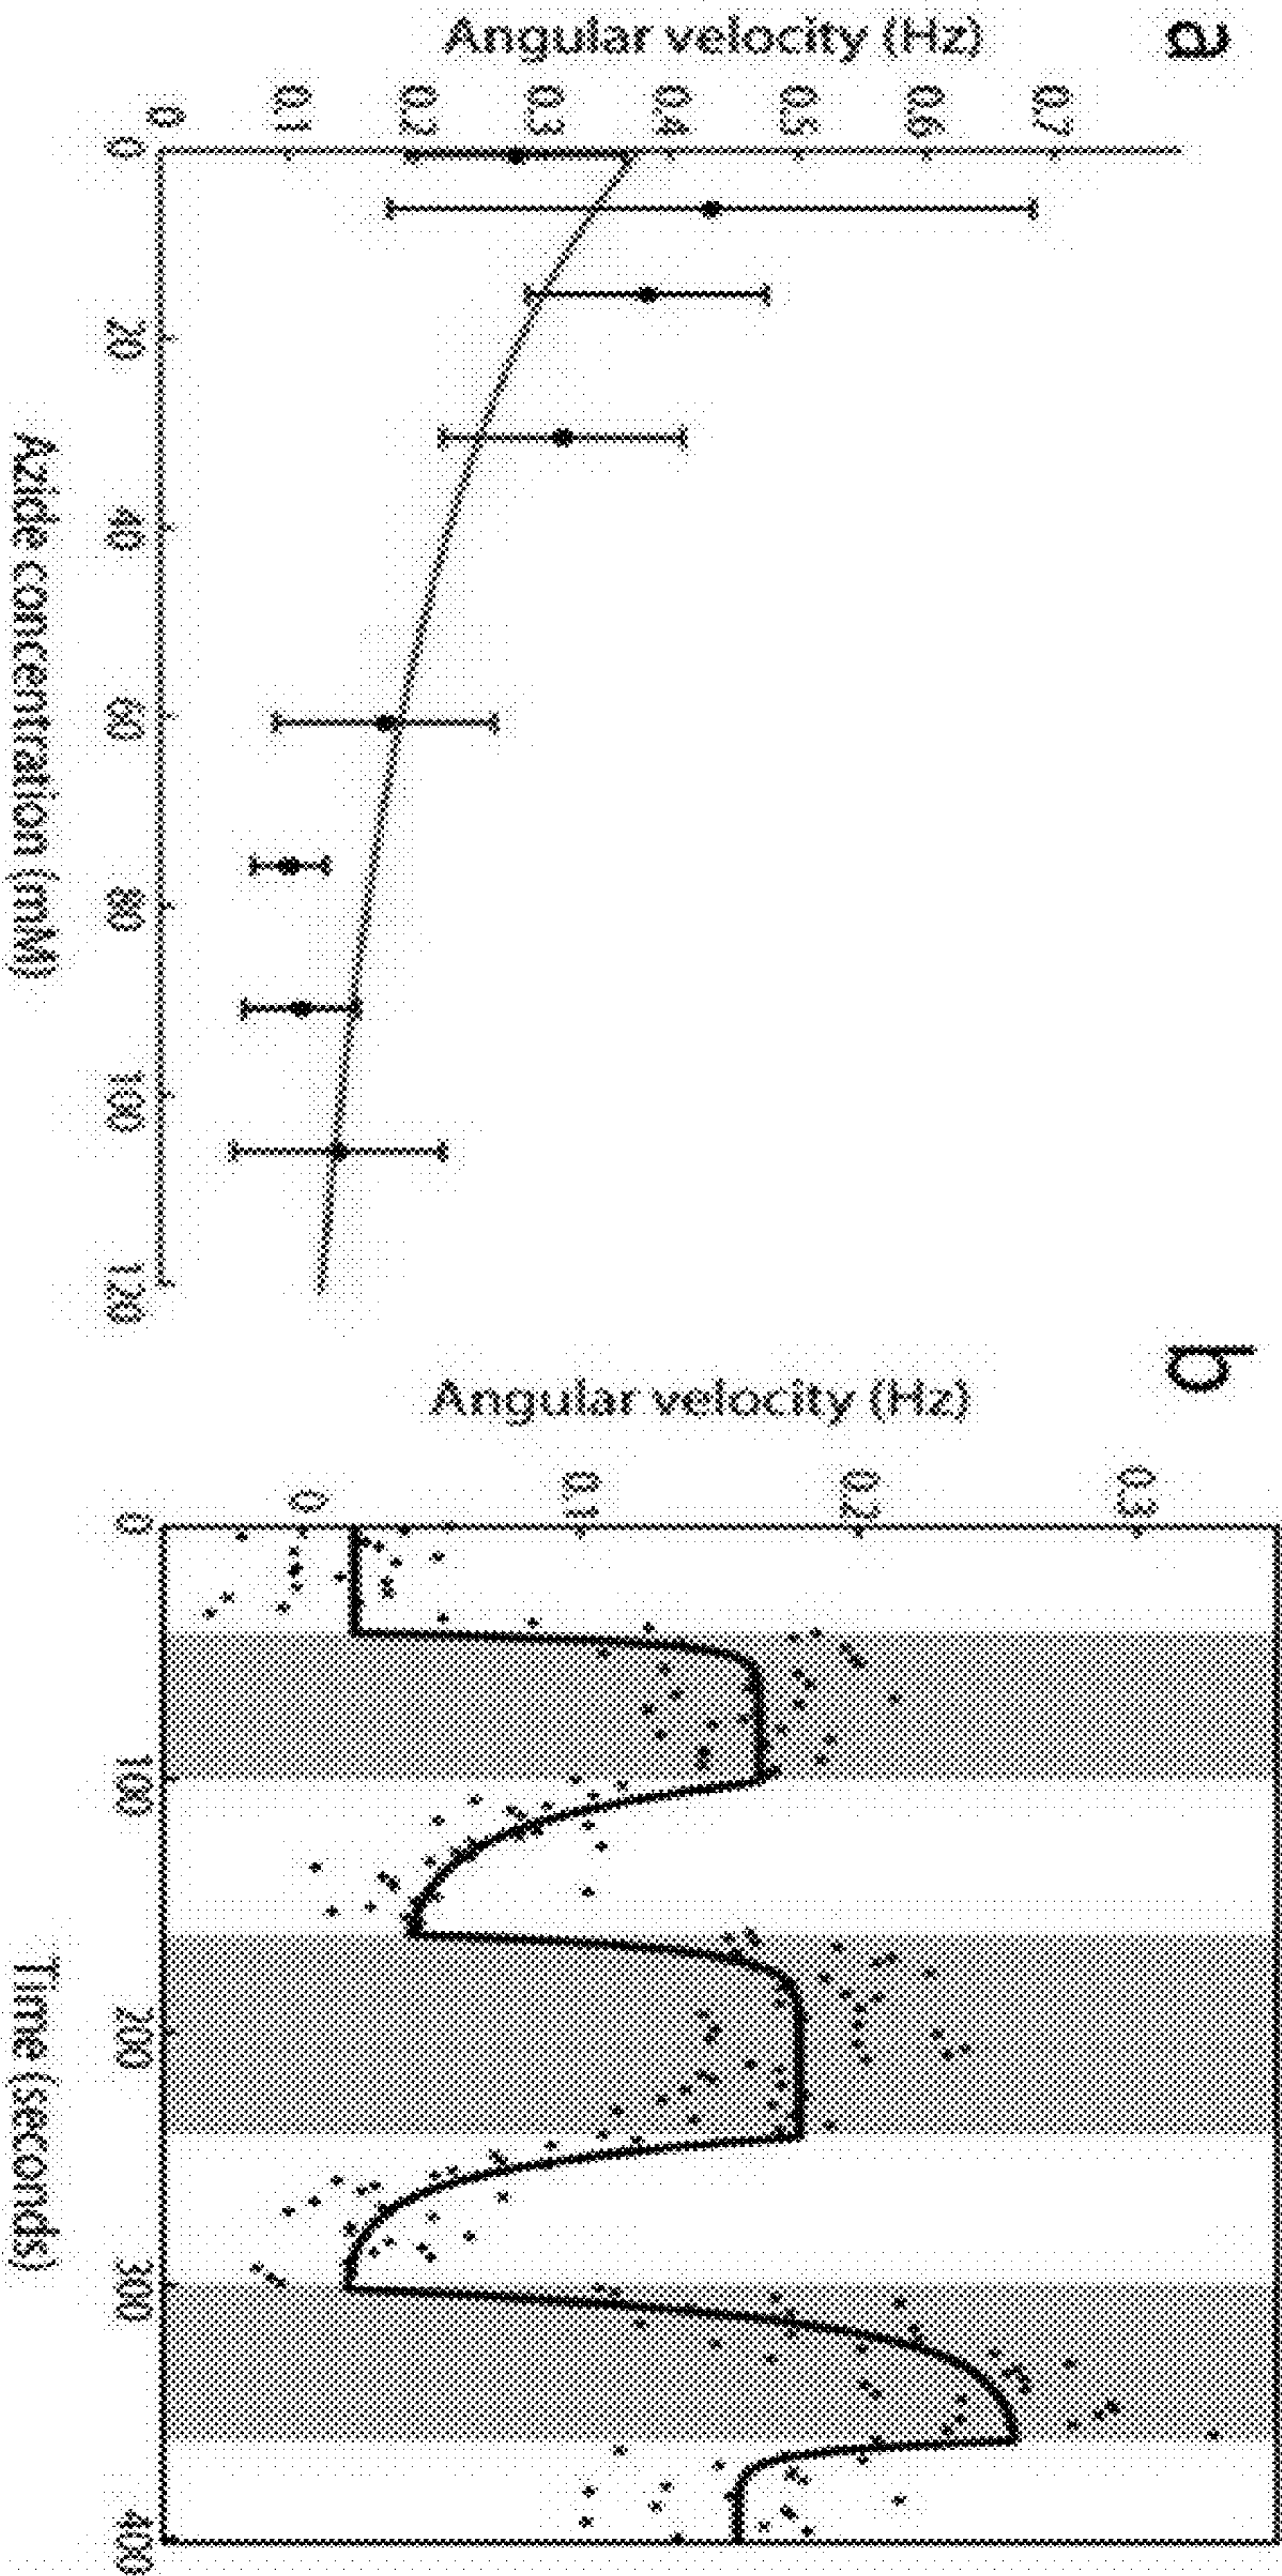 a
Angular velocity (Hz)
0.7
0.6
0.5
0.4
0.3
0.2
0.1
0
0 20 40 60 80 100 120
Azide concentration (mM)
b
Angular velocity (Hz)
0.3
0.2
0.1
0
0 100 200 300 400
Time (seconds)